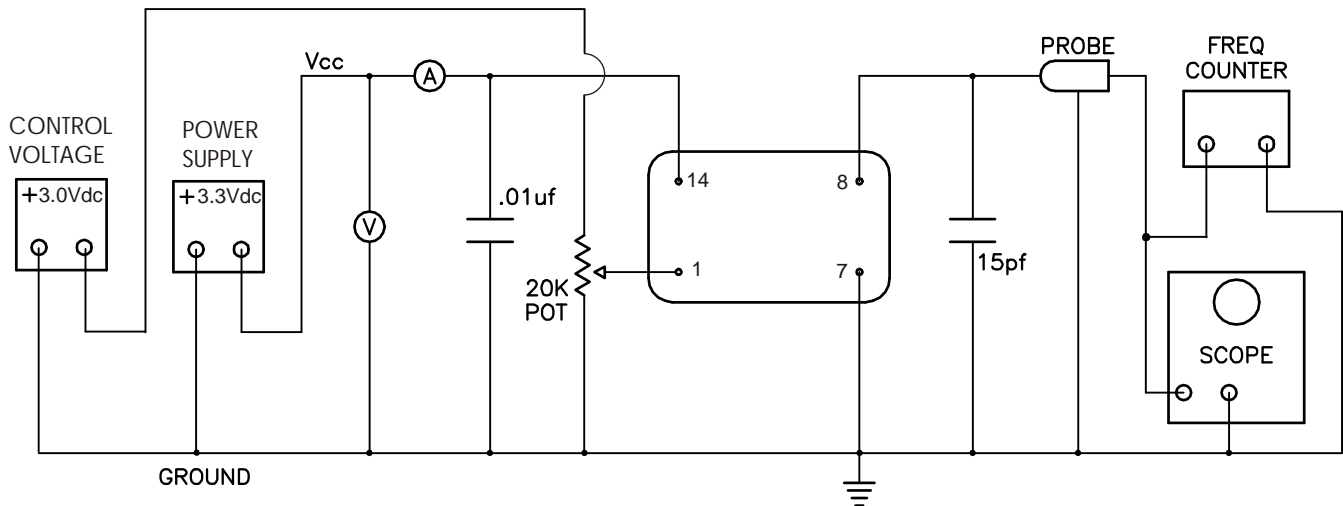 CONTROL
VOLTAGE
+3.0Vdc
POWER
SUPPLY
+3.3Vdc
Vcc
A
V
.01uf
20K
POT
14
1
8
7
15pf
PROBE
FREQ
COUNTER
SCOPE
GROUND